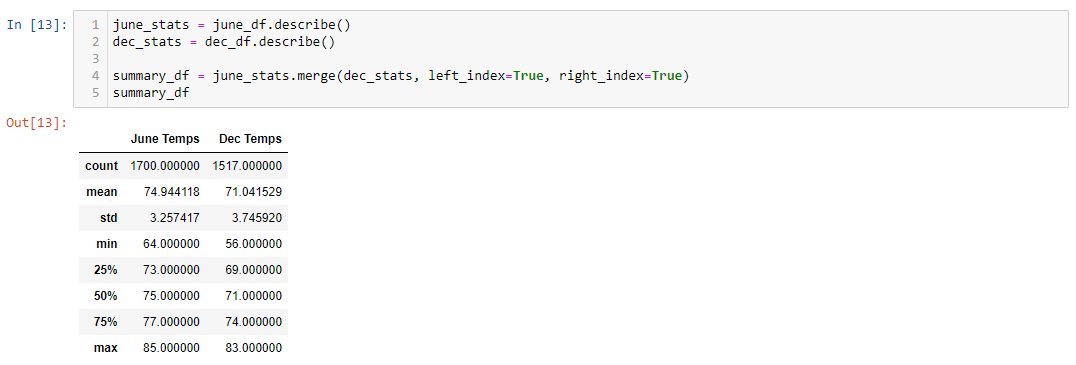 In [13]:
1 june_stats = june_df.describe()
2 dec_stats = dec_df.describe()
3
4 summary_df = june_stats.merge(dec_stats, left_index=True, right_index=True)
5 summary_df
Out[13]:
June Temps Dec Temps
count 1700.000000 1517.000000
mean 74.944118 71.041529
std 3.257417 3.745920
min 64.000000 56.000000
25% 73.000000 69.000000
50% 75.000000 71.000000
75% 77.000000 74.000000
max 85.000000 83.000000